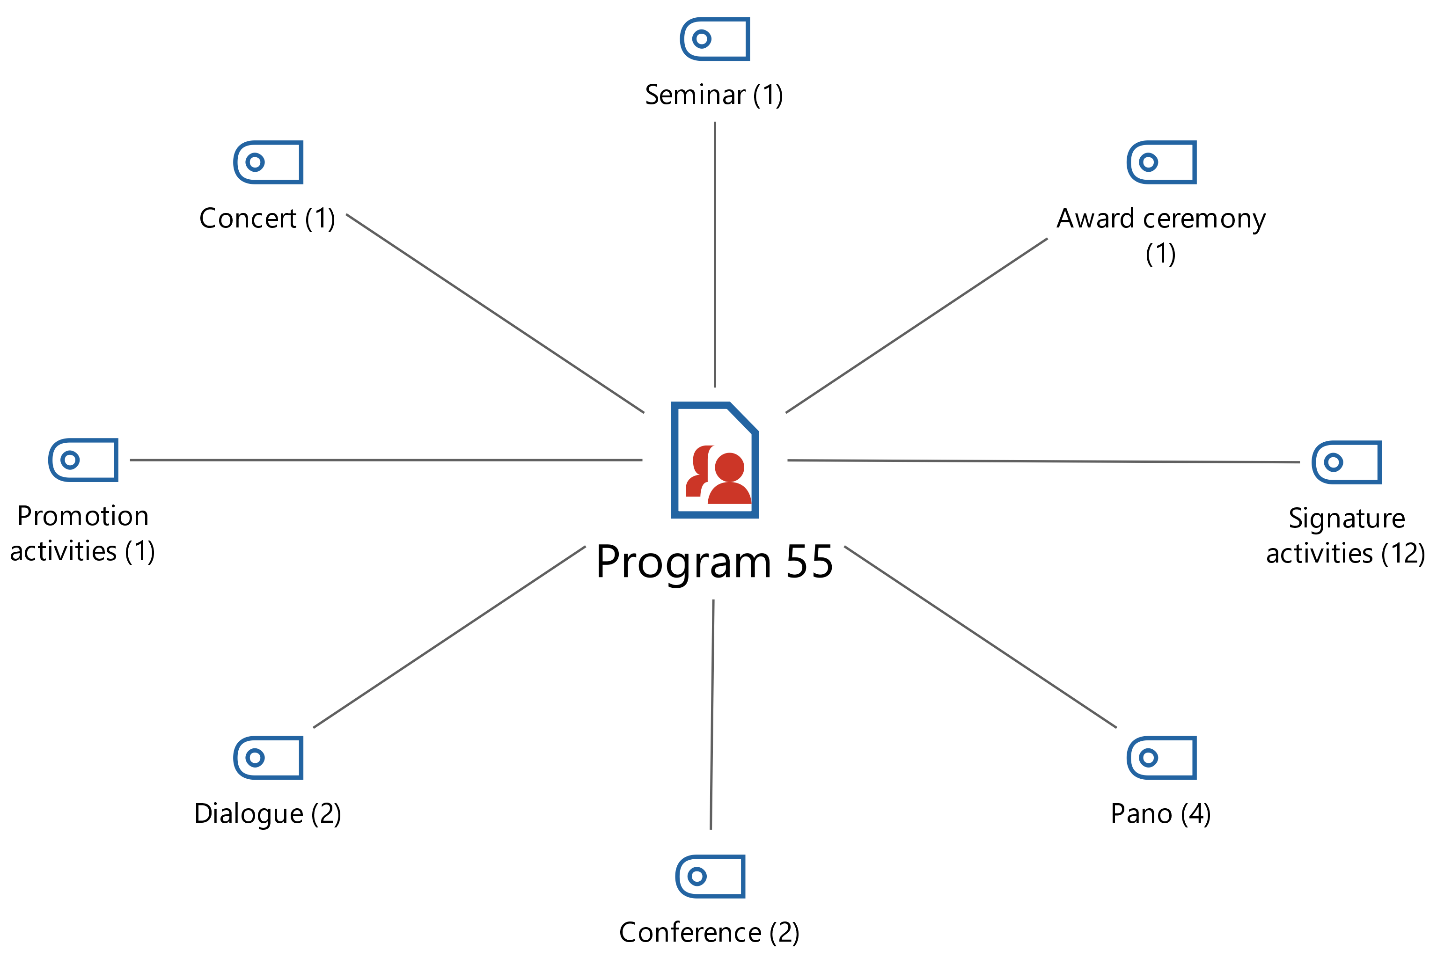 Seminar (1)
Concert (1)
Award ceremony
(1)
Promotion
activities (1)
Signature
activities (12)
Program 55
Dialogue (2)
Pano (4)
Conference (2)